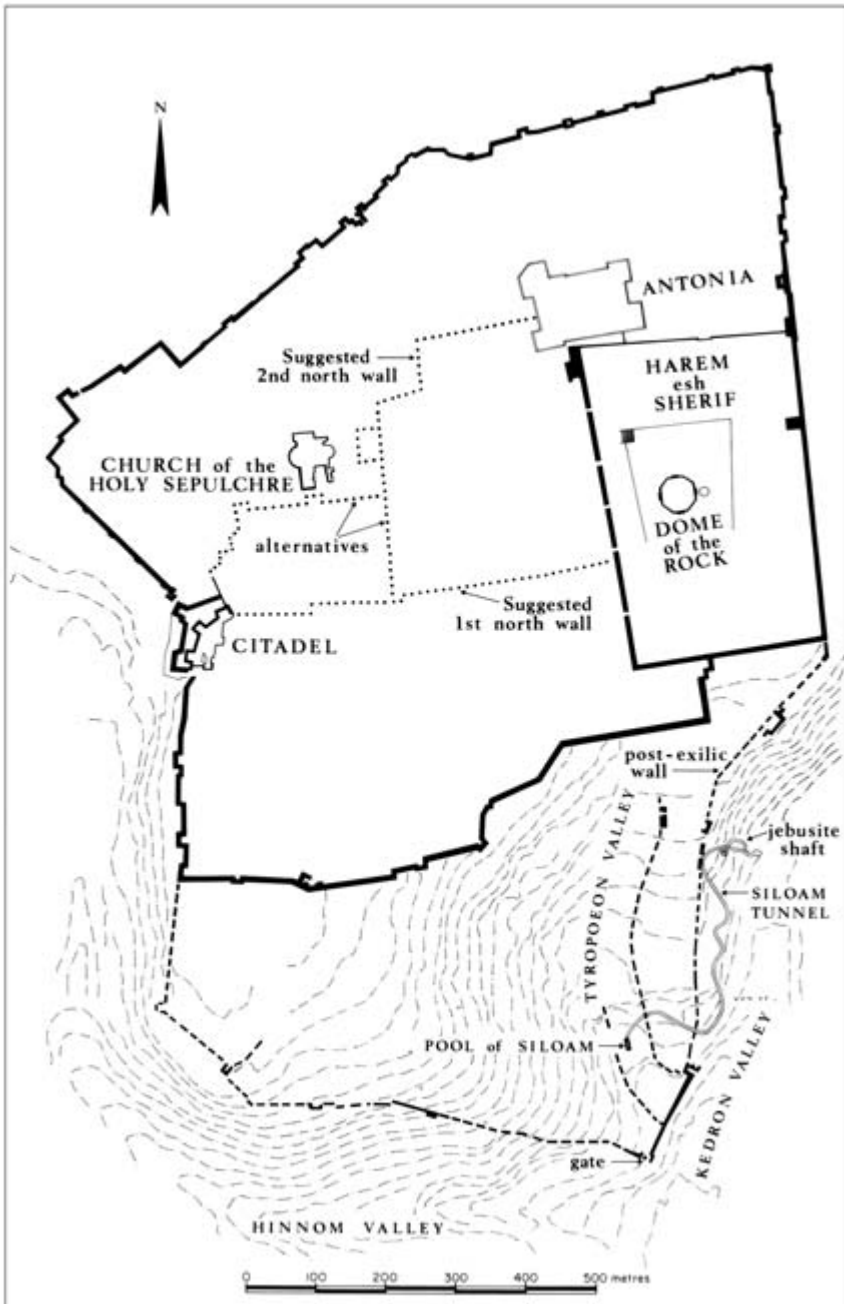 N
ANTONIA
Suggested
2nd north wall
HAREM
esh
SHERIF
CHURCH of the
HOLY SEPULCHRE
DOME
of the
ROCK
alternatives
Suggested
1st north wall
CITADEL
post-exilic
wall
TYROPOEON VALLEY
jebusite
shaft
SILOAM
TUNNEL
POOL of SILOAM
KEDRON VALLEY
gate
HINNOM VALLEY
0 100 200 300 400 500 metres